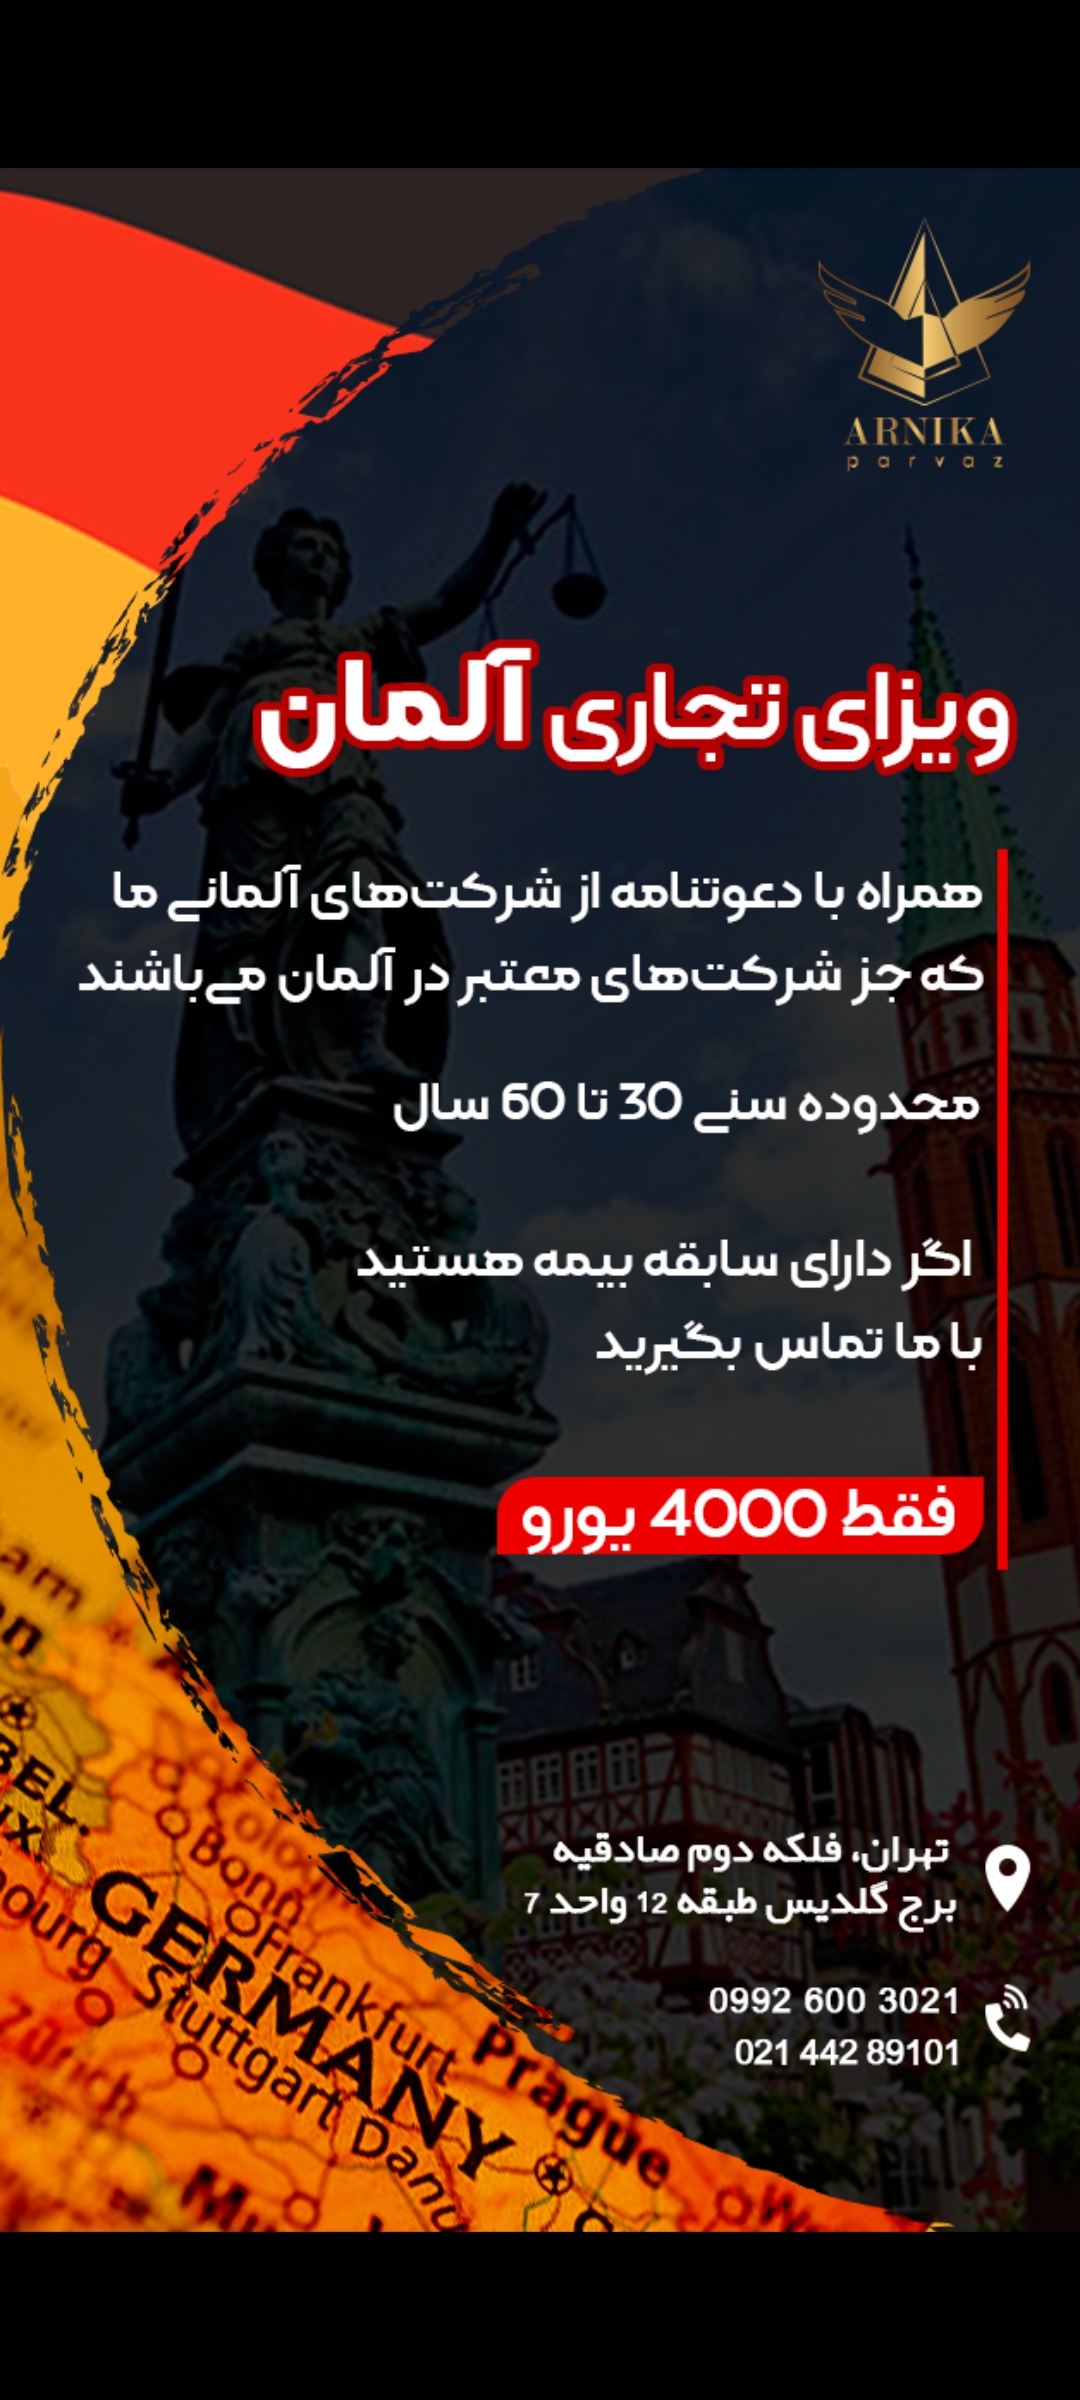 ARNIKA
parvaz
ویزای تجاری آلمان
همراه با دعوتنامه از شرکت‌های آلمانی ما
که جز شرکت‌های معتبر در آلمان می‌باشند
محدوده سنی 30 تا 60 سال
اگر دارای سابقه بیمه هستید
با ما تماس بگیرید
فقط 4000 یورو
تهران، فلکه دوم صادقیه
برج گلدیس طبقه 12 واحد 7
0992 600 3021
021 442 89101
BEL.
Bonn
Frankfurt
GERMANY
Stuttgart
Prague
Zürich